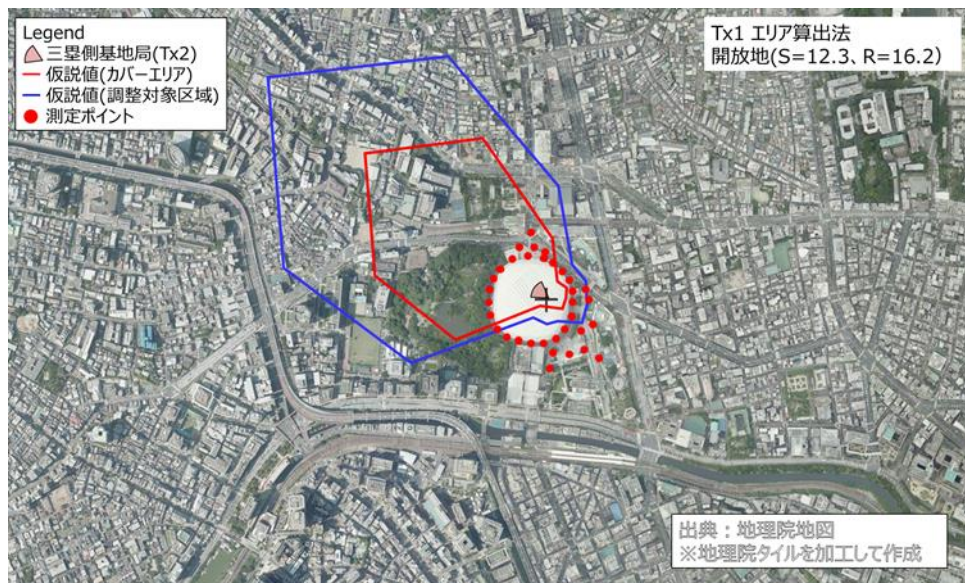 Legend
三塁側基地局(Tx2)
仮説値(カバーエリア)
仮説値(調整対象区域)
測定ポイント
Tx1 エリア算出法
開放地(S=12.3、R=16.2)
出典：地理院地図
※地理院タイルを加工して作成